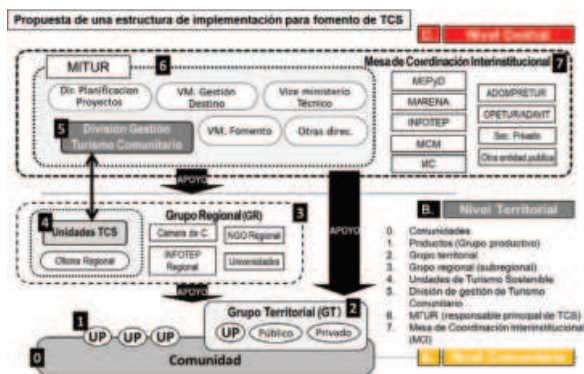 Propuesta de una estructura de implementación para fomento de TCS
C. Nivel Central
MITUR
6
Mesa de Coordinación Interinstitucional
7
Dir. Planificacion
Proyectos
VM. Gestión
Destino
Vice ministerio
Técnico
5
División Gestión
Turismo Comunitario
VM. Fomento
Otras direc.
MEPyD
MARENA
INFOTEP
MCM
ADOMPRETUR
OPETUR/ADAVIT
Sec. Privado
Otra entidad publica
APOYO
APOYO
B. Nivel Territorial
Grupo Regional (GR)
3
4
Unidades TCS
Oficina Regional
Cámara de C.
NGO Regional
INFOTEP
Regional
Universidades
APOYO
0. Comunidades
1. Productos (Grupo productivo)
2. Grupo territorial
3. Grupo regional (subregional)
4. Unidades de Turismo Sostenible
5. División de gestión de Turismo
Comunitario
6. MITUR (responsable principal de TCS)
7. Mesa de Coordinación Interinstitucional
(MCI)
Grupo Territorial (GT)
2
UP
Público
Privado
1
UP UP UP
0
Comunidad
Nivel Comunitario